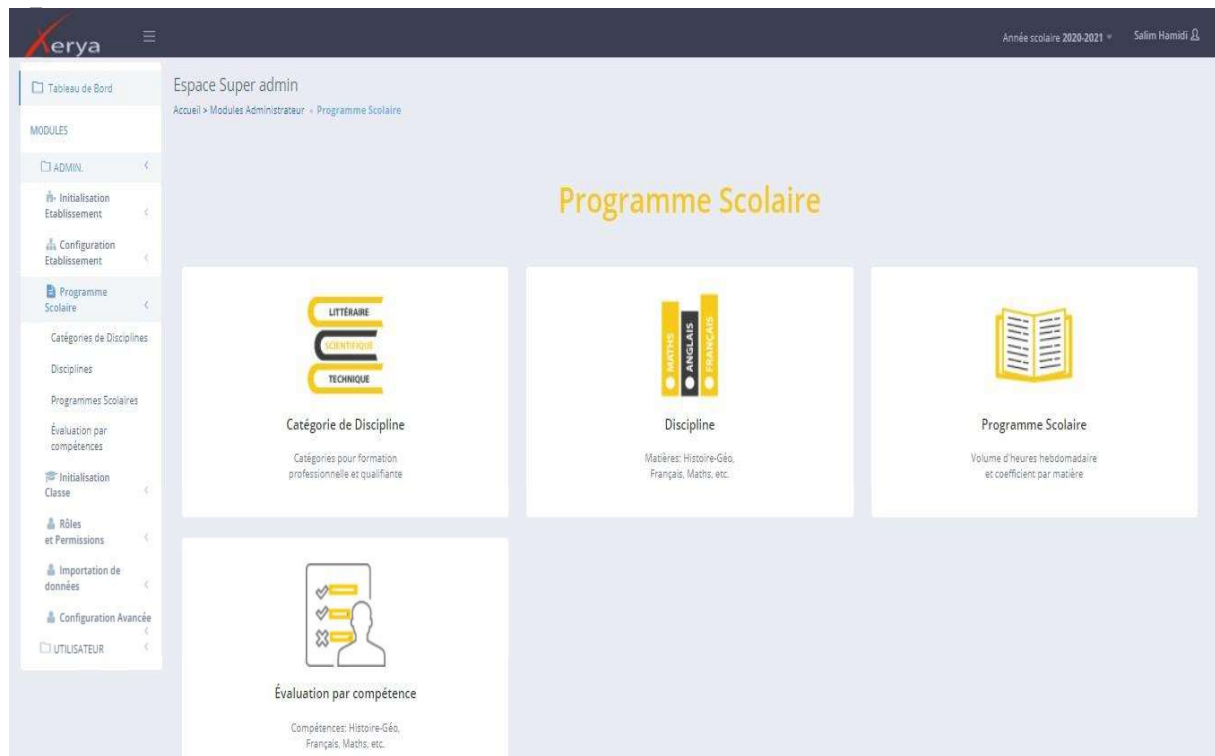 Xerya
Année scolaire 2020-2021
Salim Hamidi
Tableau de Bord
MODULES
ADMIN.
Initialisation
Etablissement
Configuration
Etablissement
Programme
Scolaire
Catégories de Disciplines
Disciplines
Programmes Scolaires
Évaluation par
compétences
Initialisation
Classe
Rôles
et Permissions
Importation de
données
Configuration Avancée
UTILISATEUR
Espace Super admin
Accueil > Modules Administrateur » Programme Scolaire
Programme Scolaire
LITTÉRAIRE
SCIENTIFIQUE
TECHNIQUE
Catégorie de Discipline
Catégories pour formation
professionnelle et qualifiante
MATHS
ANGLAIS
FRANÇAIS
Discipline
Matières: Histoire-Géo,
Français, Maths, etc.
Programme Scolaire
Volume d'heures hebdomadaire
et coefficient par matière
Évaluation par compétence
Compétences: Histoire-Géo,
Français, Maths, etc.